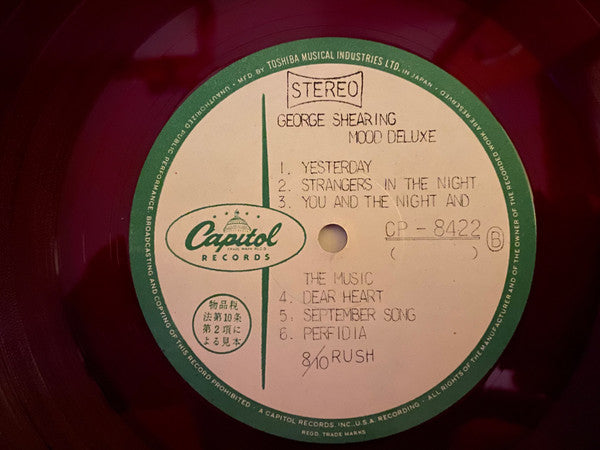 MFD. BY TOSHIBA MUSICAL INDUSTRIES LTD. IN JAPAN · ALL RIGHTS OF THE MANUFACTURER AND OF THE OWNER OF THE RECORDED WORK ARE RESERVED
UNAUTHORIZED PUBLIC PERFORMANCE, BROADCASTING AND COPYING OF THIS RECORD PROHIBITED
STEREO
GEORGE SHEARING
MOOD DELUXE
1. YESTERDAY
2. STRANGERS IN THE NIGHT
3. YOU AND THE NIGHT AND
CP - 8422 B
( )
Capitol
TRADE MARK REG.
RECORDS
THE MUSIC
4. DEAR HEART
5. SEPTEMBER SONG
6. PERFIDIA
8/10 RUSH
物品税
法第10条
第2項に
よる見本
A CAPITOL RECORDS, INC., U.S.A. RECORDING
REGD. TRADE MARKS